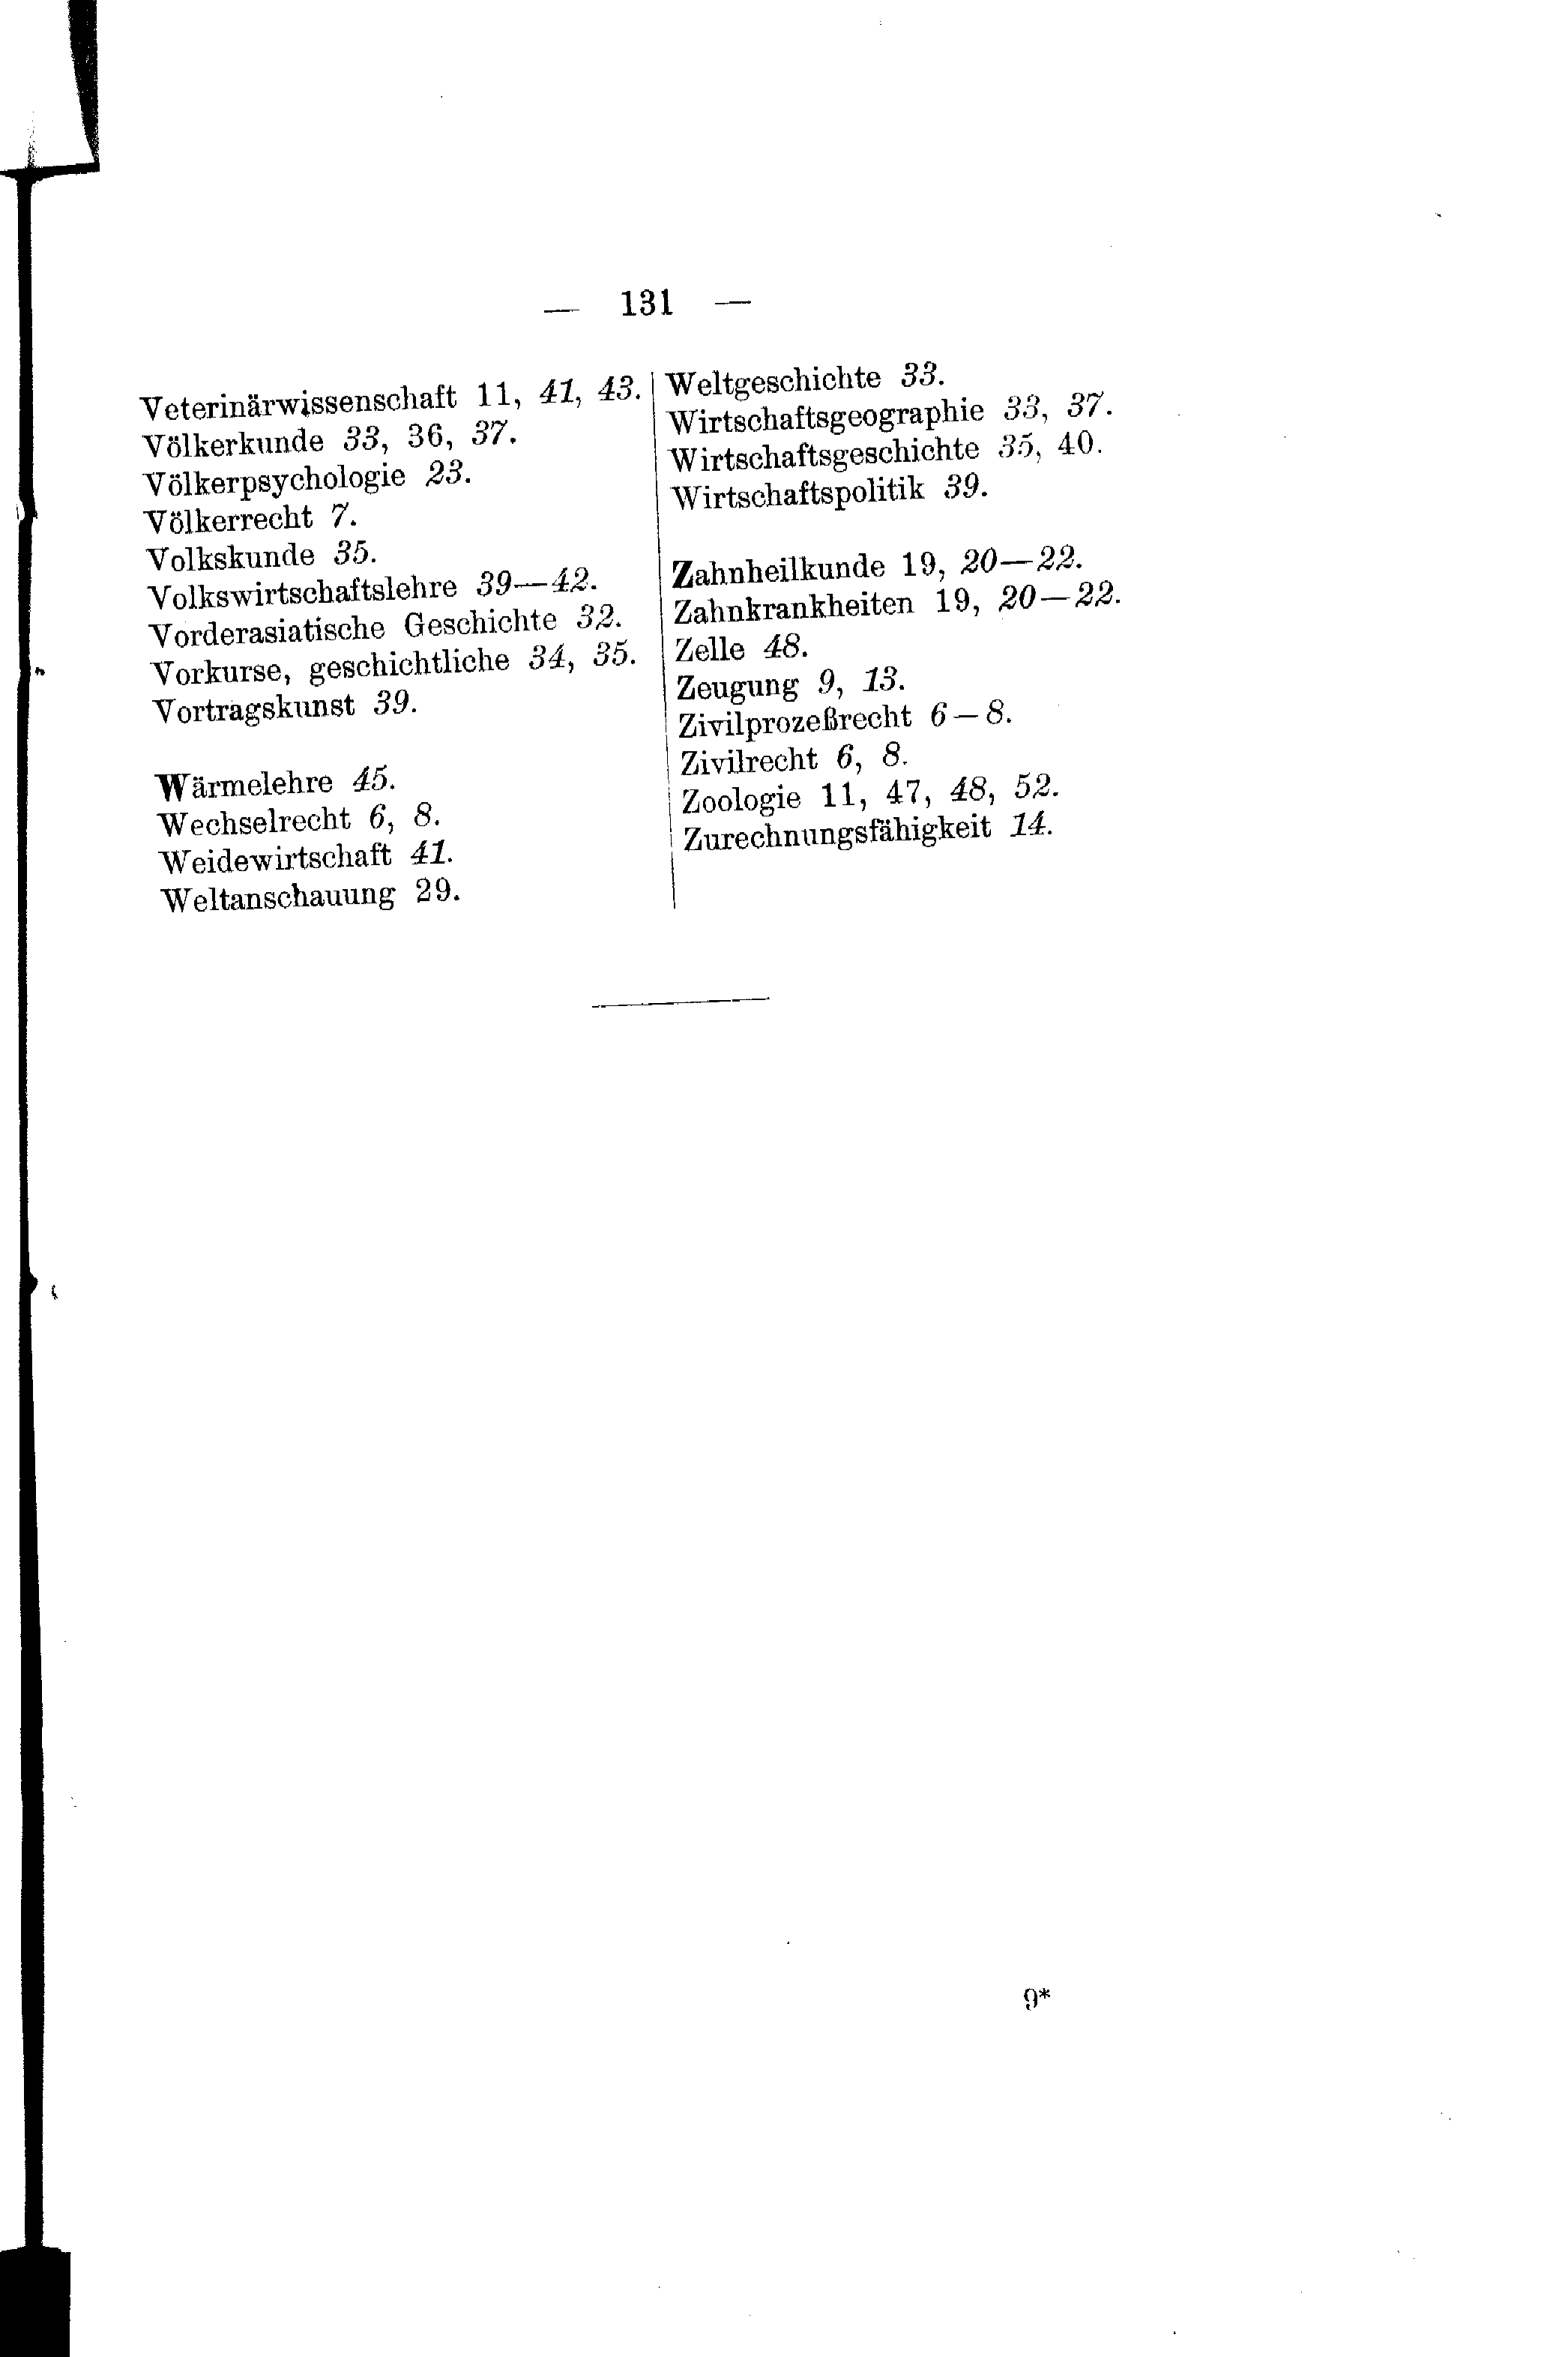 — 131 —
Veterinärwissenschaft 11, 41, 43.
Völkerkunde 33, 36, 37.
Völkerpsychologie 23.
Völkerrecht 7.
Volkskunde 35.
Volkswirtschaftslehre 39—42.
Vorderasiatische Geschichte 32.
Vorkurse, geschichtliche 34, 35.
Vortragskunst 39.
Wärmelehre 45.
Wechselrecht 6, 8.
Weidewirtschaft 41.
Weltanschauung 29.
Weltgeschichte 33.
Wirtschaftsgeographie 33, 37.
Wirtschaftsgeschichte 35, 40.
Wirtschaftspolitik 39.
Zahnheilkunde 19, 20—22.
Zahnkrankheiten 19, 20—22.
Zelle 48.
Zeugung 9, 13.
Zivilprozeßrecht 6—8.
Zivilrecht 6, 8.
Zoologie 11, 47, 48, 52.
Zurechnungsfähigkeit 14.
9*